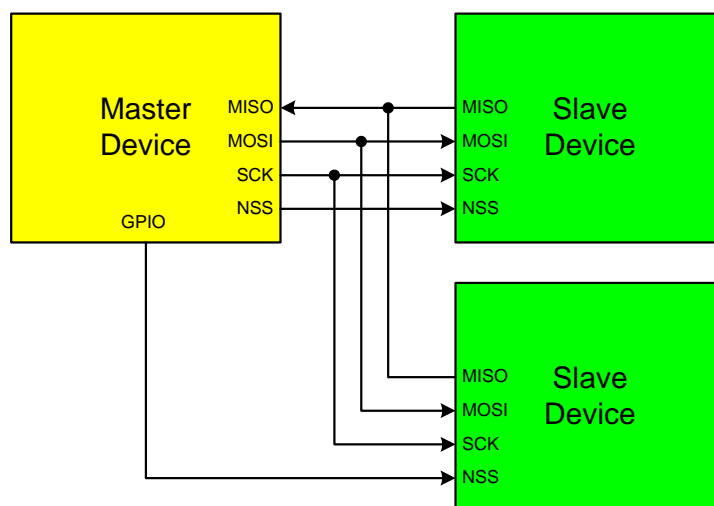 Master
Device
MISO
MOSI
SCK
NSS
GPIO
MISO
MOSI
SCK
NSS
Slave
Device
MISO
MOSI
SCK
NSS
Slave
Device